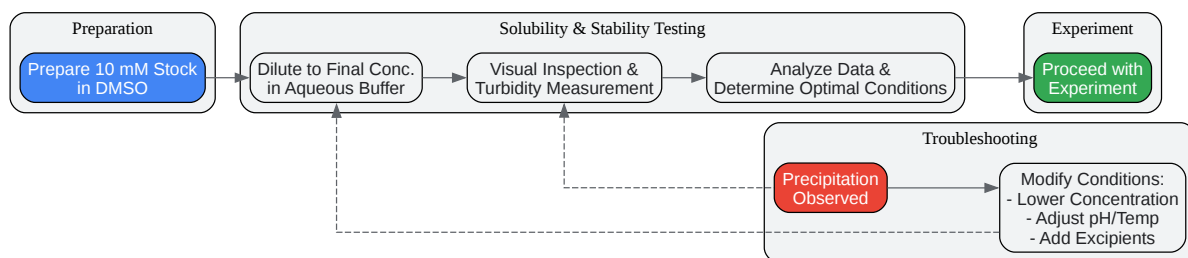 Preparation
Prepare 10 mM Stock
in DMSO
Solubility & Stability Testing
Dilute to Final Conc.
in Aqueous Buffer
Visual Inspection &
Turbidity Measurement
Analyze Data &
Determine Optimal Conditions
Experiment
Proceed with
Experiment
Troubleshooting
Precipitation
Observed
Modify Conditions:
- Lower Concentration
- Adjust pH/Temp
- Add Excipients